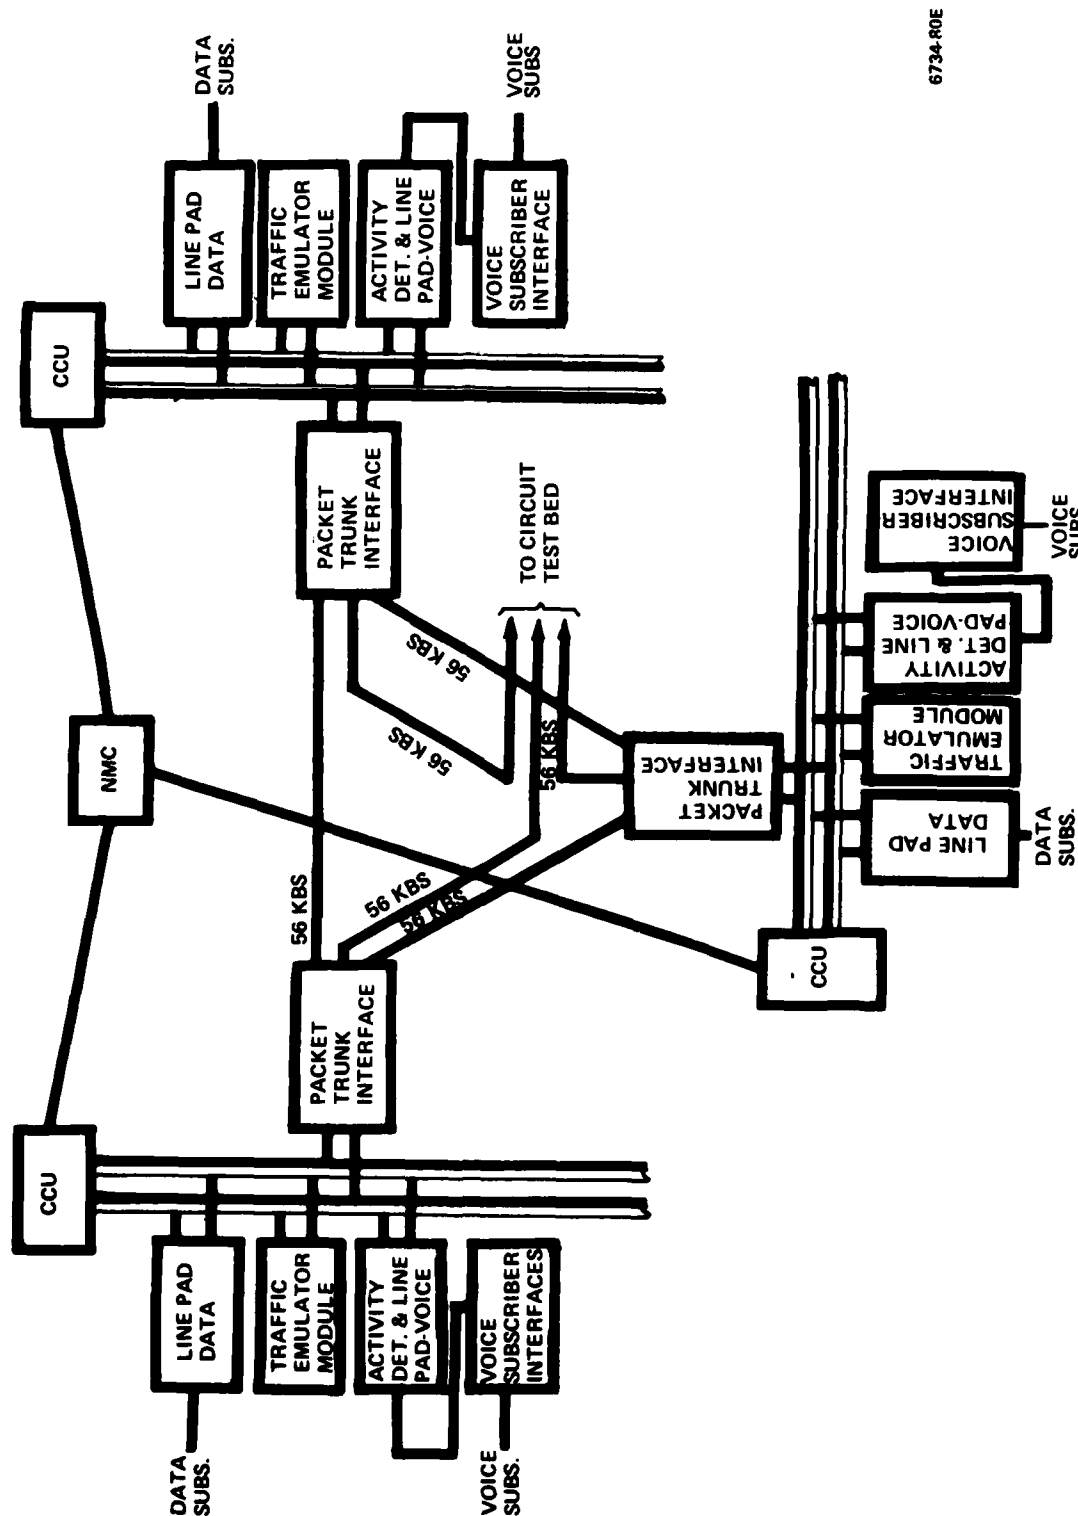 CCU
NMC
CCU
DATA
SUBS.
LINE PAD
DATA
TRAFFIC
EMULATOR
MODULE
ACTIVITY
DET. & LINE
PAD-VOICE
VOICE
SUBSCRIBER
INTERFACES
VOICE
SUBS.
PACKET
TRUNK
INTERFACE
56 KBS
56 KBS
56 KBS
PACKET
TRUNK
INTERFACE
56 KBS
56 KBS
56 KBS
TO CIRCUIT
TEST BED
LINE PAD
DATA
DATA
SUBS.
TRAFFIC
EMULATOR
MODULE
ACTIVITY
DET. & LINE
PAD-VOICE
VOICE
SUBSCRIBER
INTERFACE
VOICE
SUBS
PACKET
TRUNK
INTERFACE
CCU
LINE PAD
DATA
DATA
SUBS.
TRAFFIC
EMULATOR
MODULE
ACTIVITY
DET. & LINE
PAD-VOICE
VOICE
SUBSCRIBER
INTERFACE
VOICE
SUBS
6734-80E